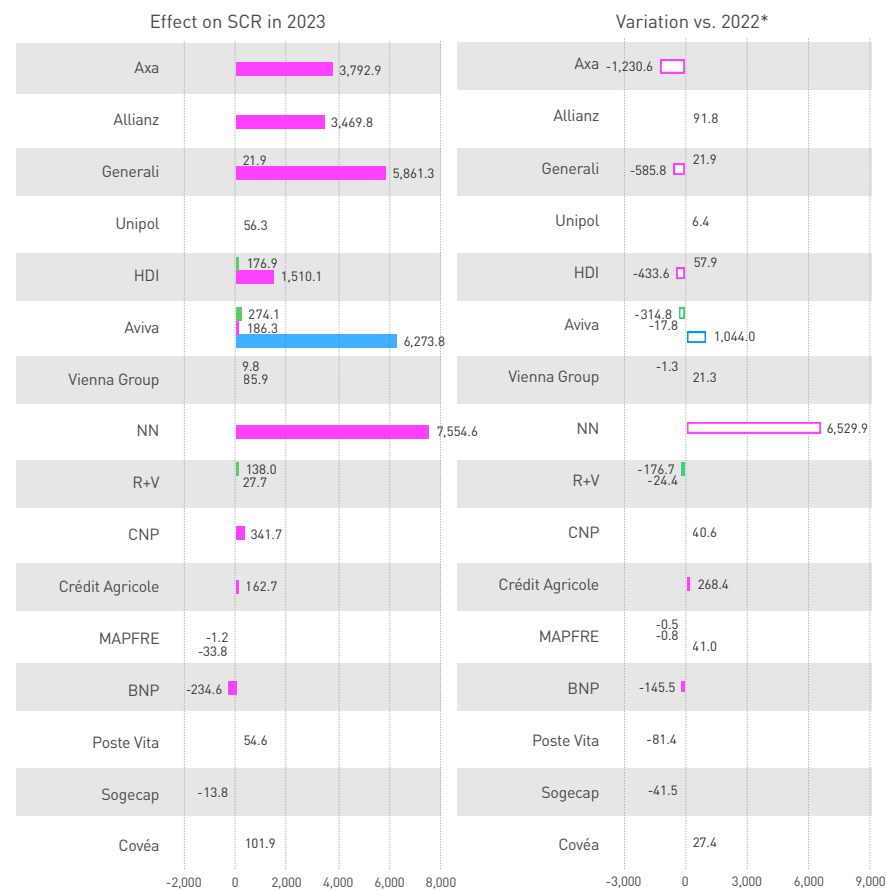 Effect on SCR in 2023
Axa 3,792.9
Allianz 3,469.8
21.9
Generali 5,861.3
Unipol 56.3
176.9
HDI 1,510.1
274.1
Aviva 186.3
6,273.8
9.8
Vienna Group 85.9
NN 7,554.6
138.0
R+V 27.7
CNP 341.7
Crédit Agricole 162.7
MAPFRE -1.2
-33.8
BNP -234.6
Poste Vita 54.6
Sogecap -13.8
Covéa 101.9
-2,000 0 2,000 4,000 6,000 8,000
Variation vs. 2022*
Axa -1,230.6
Allianz 91.8
21.9
Generali -585.8
Unipol 6.4
57.9
HDI -433.6
-314.8
Aviva -17.8
1,044.0
-1.3
Vienna Group 21.3
NN 6,529.9
-176.7
R+V -24.4
CNP 40.6
Crédit Agricole 268.4
-0.5
MAPFRE -0.8
41.0
BNP -145.5
Poste Vita -81.4
Sogecap -41.5
Covéa 27.4
-3,000 0 3,000 6,000 9,000